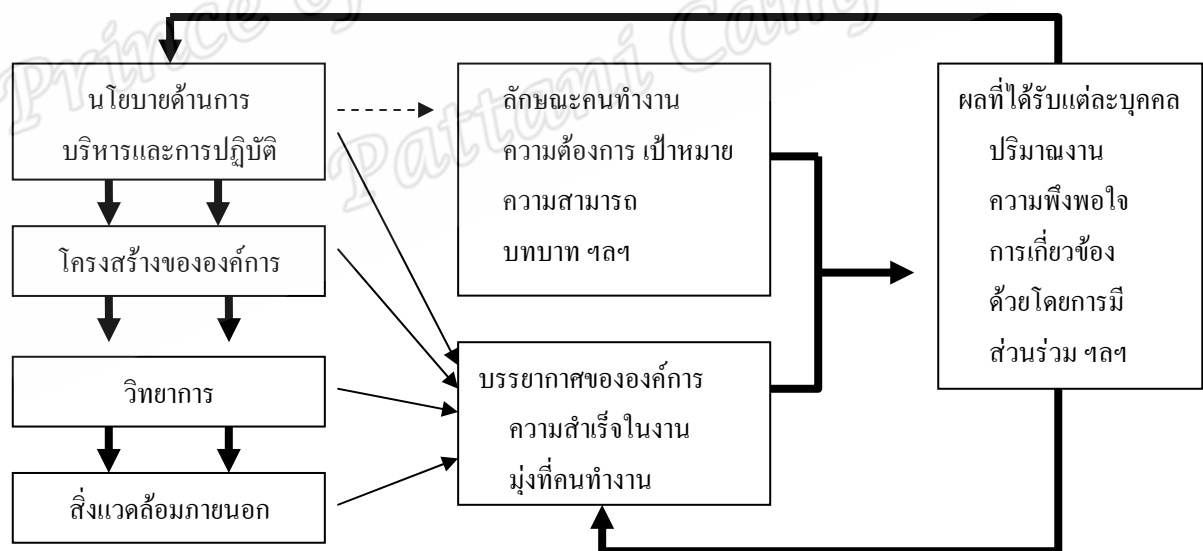 Prince of
Pattani Cam
นโยบายด้านการ
บริหารและการปฏิบัติ
โครงสร้างขององค์การ
วิทยาการ
สิ่งแวดล้อมภายนอก
ลักษณะคนทำงาน
ความต้องการ เป้าหมาย
ความสามารถ
บทบาท ฯลฯ
บรรยากาศขององค์การ
ความสำเร็จในงาน
มุ่งที่คนทำงาน
ผลที่ได้รับแต่ละบุคคล
ปริมาณงาน
ความพึงพอใจ
การเกี่ยวข้อง
ด้วยโดยการมี
ส่วนร่วม ฯลฯ